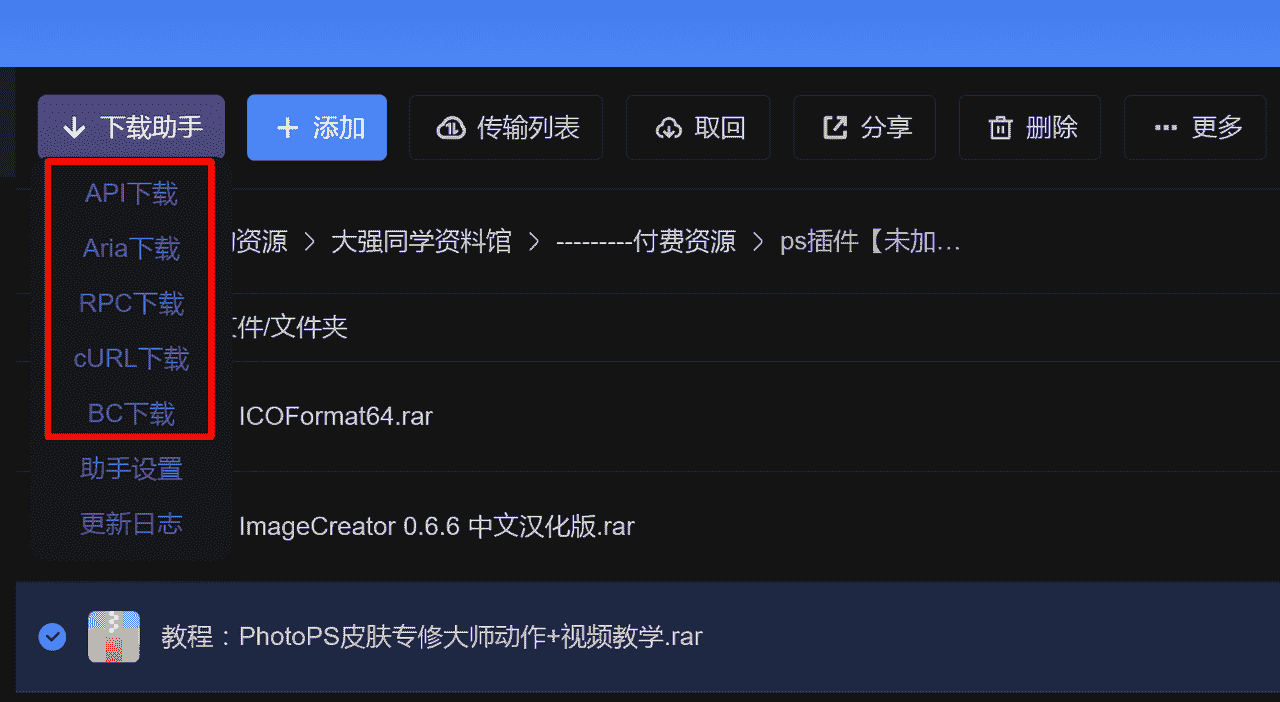 下载助手 添加 传输列表 取回 分享 删除 更多
API下载
Aria下载
资源 > 大强同学资料馆 > ---------付费资源 > ps插件【未加...
RPC下载
件/文件夹
cURL下载
BC下载
ICOFormat64.rar
助手设置
更新日志
ImageCreator 0.6.6 中文汉化版.rar
教程：PhotoPS皮肤专修大师动作+视频教学.rar